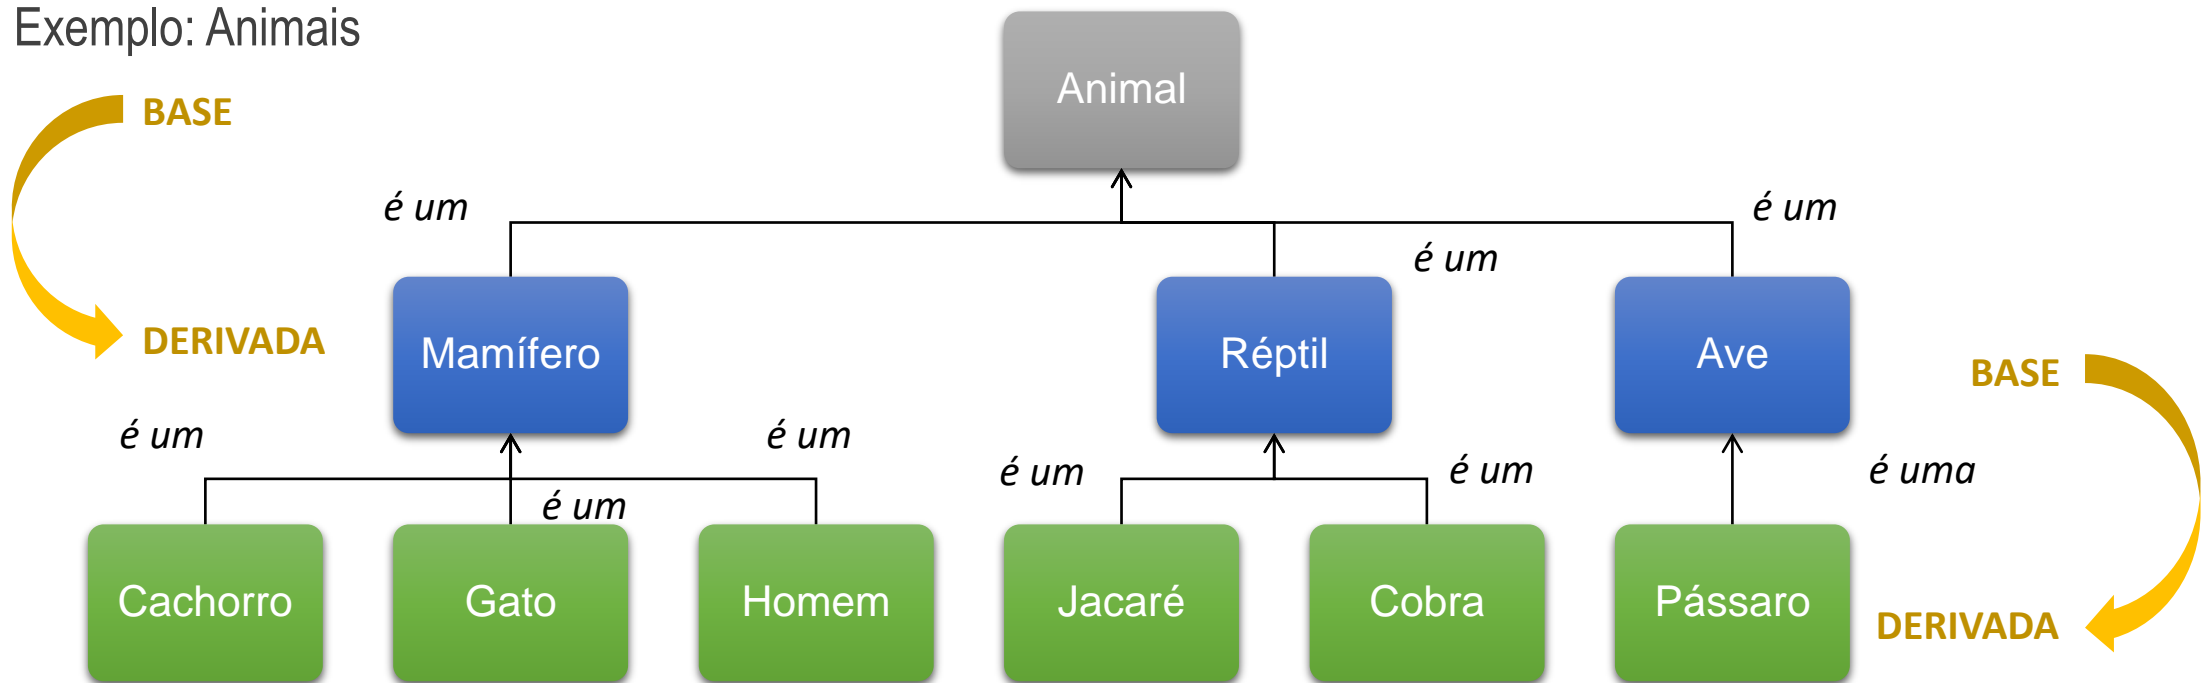 Exemplo: Animais
Animal
BASE
é um
é um
é um
DERIVADA
Mamífero
Réptil
Ave
BASE
é um
é um
é um
é um
é um
é uma
Cachorro
Gato
Homem
Jacaré
Cobra
Pássaro
DERIVADA